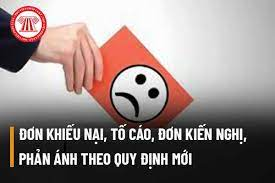 ĐƠN KHIẾU NẠI, TỐ CÁO, ĐƠN KIẾN NGHỊ,
PHẢN ÁNH THEO QUY ĐỊNH MỚI